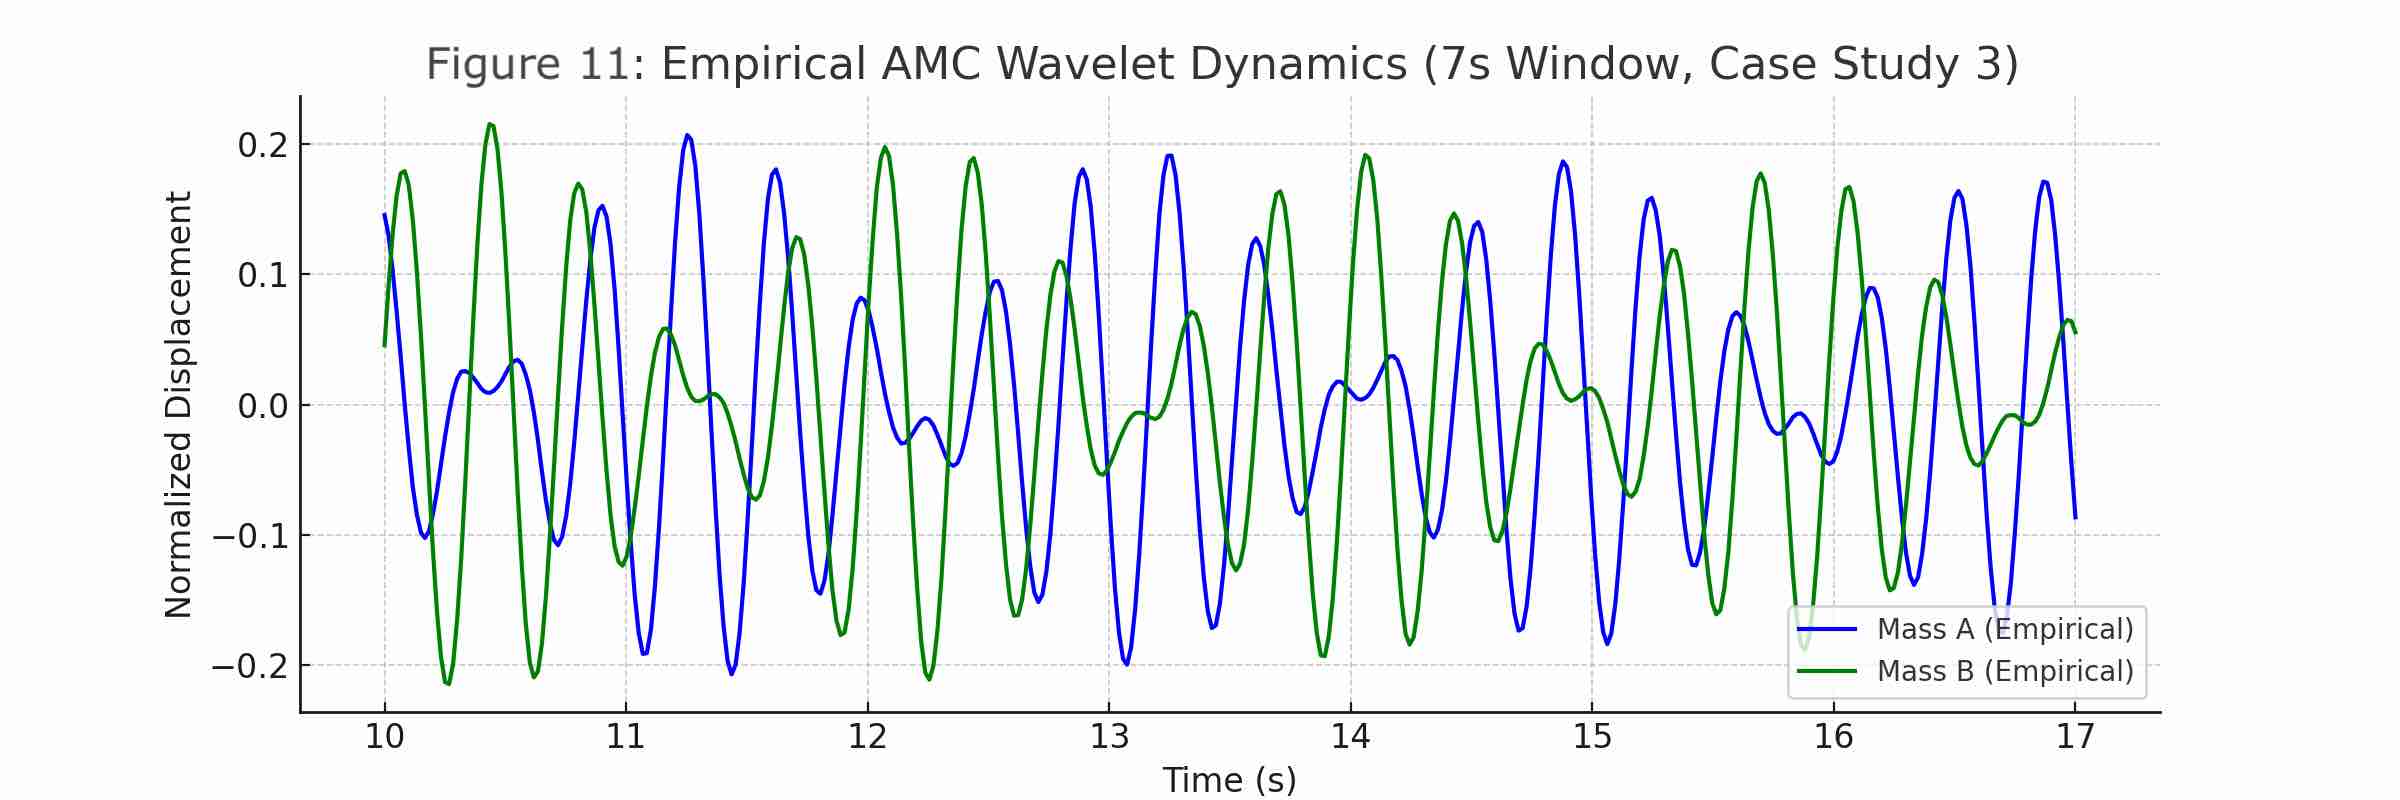 Figure 11: Empirical AMC Wavelet Dynamics (7s Window, Case Study 3)
Normalized Displacement
0.2
0.1
0.0
−0.1
−0.2
Mass A (Empirical)
Mass B (Empirical)
10 11 12 13 14 15 16 17
Time (s)